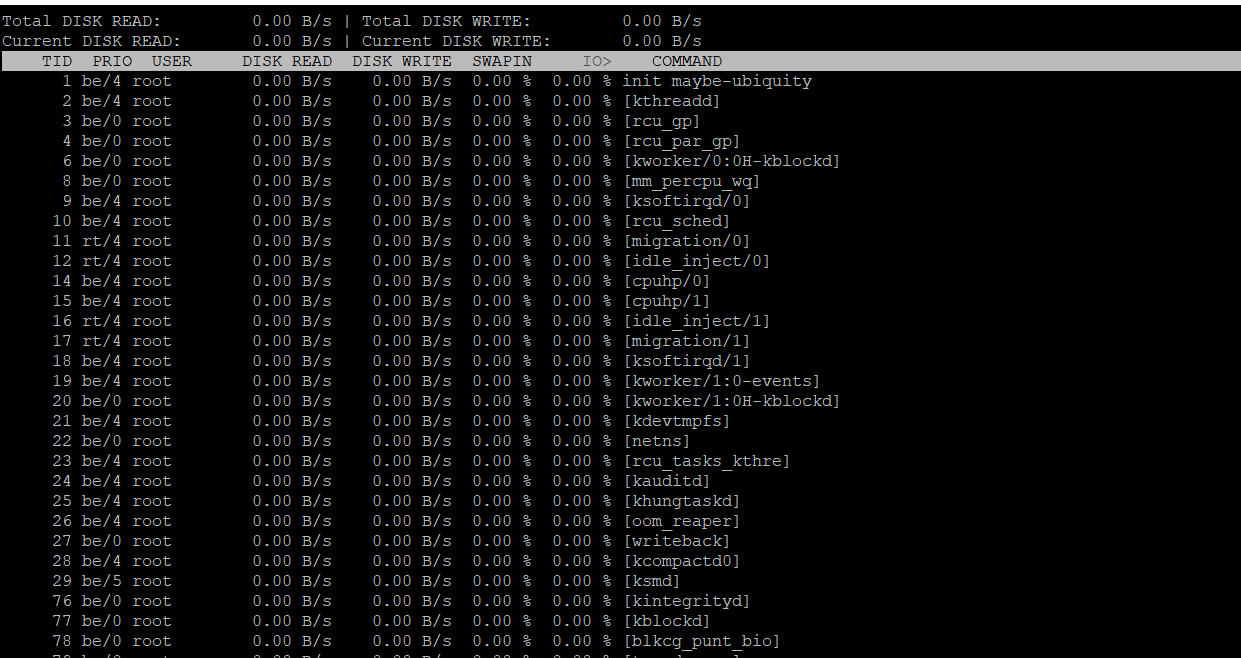 Total DISK READ: 0.00 B/s | Total DISK WRITE: 0.00 B/s
Current DISK READ: 0.00 B/s | Current DISK WRITE: 0.00 B/s
TID PRIO USER DISK READ DISK WRITE SWAPIN IO> COMMAND
1 be/4 root 0.00 B/s 0.00 B/s 0.00 % 0.00 % init maybe-ubiquity
2 be/4 root 0.00 B/s 0.00 B/s 0.00 % 0.00 % [kthreadd]
3 be/0 root 0.00 B/s 0.00 B/s 0.00 % 0.00 % [rcu_gp]
4 be/0 root 0.00 B/s 0.00 B/s 0.00 % 0.00 % [rcu_par_gp]
6 be/0 root 0.00 B/s 0.00 B/s 0.00 % 0.00 % [kworker/0:0H-kblockd]
8 be/0 root 0.00 B/s 0.00 B/s 0.00 % 0.00 % [mm_percpu_wq]
9 be/4 root 0.00 B/s 0.00 B/s 0.00 % 0.00 % [ksoftirqd/0]
10 be/4 root 0.00 B/s 0.00 B/s 0.00 % 0.00 % [rcu_sched]
11 rt/4 root 0.00 B/s 0.00 B/s 0.00 % 0.00 % [migration/0]
12 rt/4 root 0.00 B/s 0.00 B/s 0.00 % 0.00 % [idle_inject/0]
14 be/4 root 0.00 B/s 0.00 B/s 0.00 % 0.00 % [cpuhp/0]
15 be/4 root 0.00 B/s 0.00 B/s 0.00 % 0.00 % [cpuhp/1]
16 rt/4 root 0.00 B/s 0.00 B/s 0.00 % 0.00 % [idle_inject/1]
17 rt/4 root 0.00 B/s 0.00 B/s 0.00 % 0.00 % [migration/1]
18 be/4 root 0.00 B/s 0.00 B/s 0.00 % 0.00 % [ksoftirqd/1]
19 be/4 root 0.00 B/s 0.00 B/s 0.00 % 0.00 % [kworker/1:0-events]
20 be/0 root 0.00 B/s 0.00 B/s 0.00 % 0.00 % [kworker/1:0H-kblockd]
21 be/4 root 0.00 B/s 0.00 B/s 0.00 % 0.00 % [kdevtmpfs]
22 be/0 root 0.00 B/s 0.00 B/s 0.00 % 0.00 % [netns]
23 be/4 root 0.00 B/s 0.00 B/s 0.00 % 0.00 % [rcu_tasks_kthre]
24 be/4 root 0.00 B/s 0.00 B/s 0.00 % 0.00 % [kauditd]
25 be/4 root 0.00 B/s 0.00 B/s 0.00 % 0.00 % [khungtaskd]
26 be/4 root 0.00 B/s 0.00 B/s 0.00 % 0.00 % [oom_reaper]
27 be/0 root 0.00 B/s 0.00 B/s 0.00 % 0.00 % [writeback]
28 be/4 root 0.00 B/s 0.00 B/s 0.00 % 0.00 % [kcompactd0]
29 be/5 root 0.00 B/s 0.00 B/s 0.00 % 0.00 % [ksmd]
76 be/0 root 0.00 B/s 0.00 B/s 0.00 % 0.00 % [kintegrityd]
77 be/0 root 0.00 B/s 0.00 B/s 0.00 % 0.00 % [kblockd]
78 be/0 root 0.00 B/s 0.00 B/s 0.00 % 0.00 % [blkcg_punt_bio]